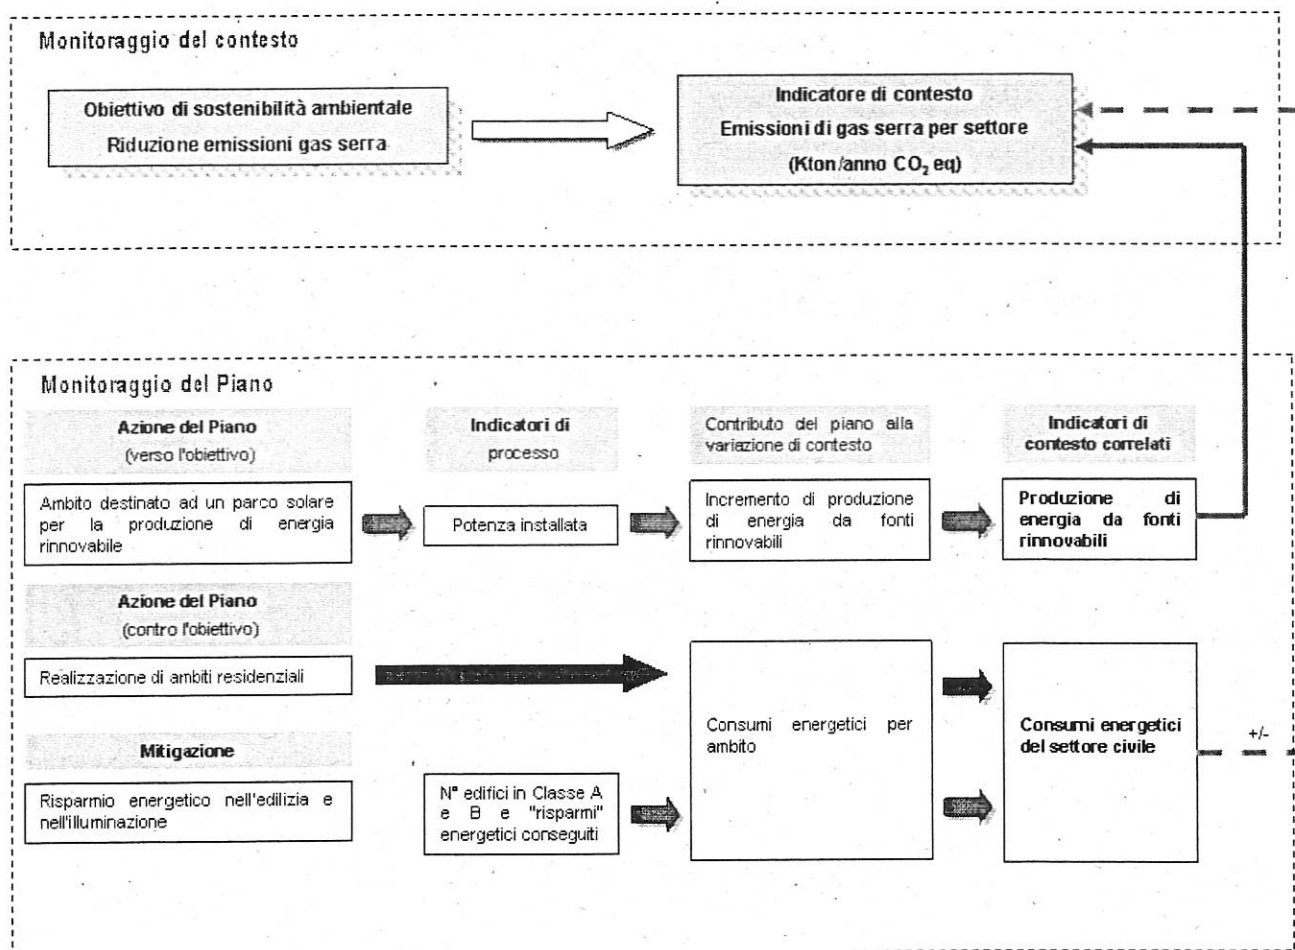 Monitoraggio del contesto
Obiettivo di sostenibilità ambientale
Riduzione emissioni gas serra
Indicatore di contesto
Emissioni di gas serra per settore
(Kton/anno CO₂ eq)
Monitoraggio del Piano
Azione del Piano
(verso l'obiettivo)
Indicatori di
processo
Contributo del piano alla
variazione di contesto
Indicatori di
contesto correlati
Ambito destinato ad un parco solare
per la produzione di energia
rinnovabile
Potenza installata
Incremento di produzione
di energia da fonti
rinnovabili
Produzione di
energia da fonti
rinnovabili
Azione del Piano
(contro l'obiettivo)
Realizzazione di ambiti residenziali
Consumi energetici per
ambito
Consumi energetici
del settore civile
+/-
Mitigazione
Risparmio energetico nell'edilizia e
nell'illuminazione
N° edifici in Classe A
e B e "risparmi"
energetici conseguiti